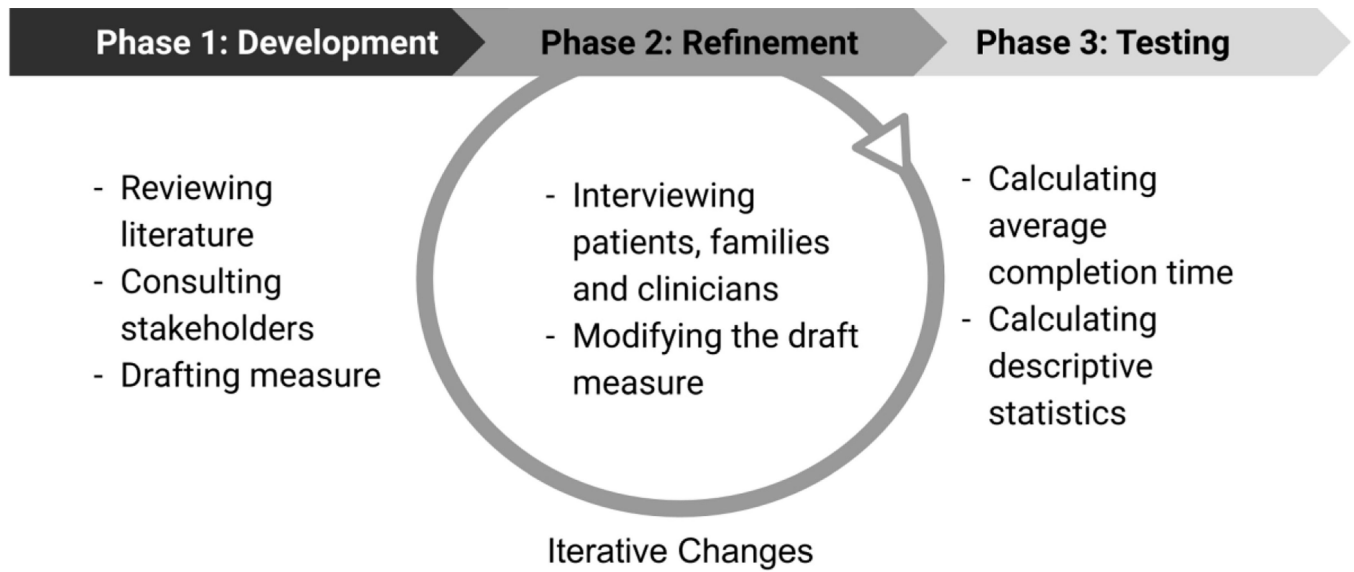 Phase 1: Development
Phase 2: Refinement
Phase 3: Testing
- Reviewing
literature
- Consulting
stakeholders
- Drafting measure
- Interviewing
patients, families
and clinicians
- Modifying the draft
measure
- Calculating
average
completion time
- Calculating
descriptive
statistics
Iterative Changes